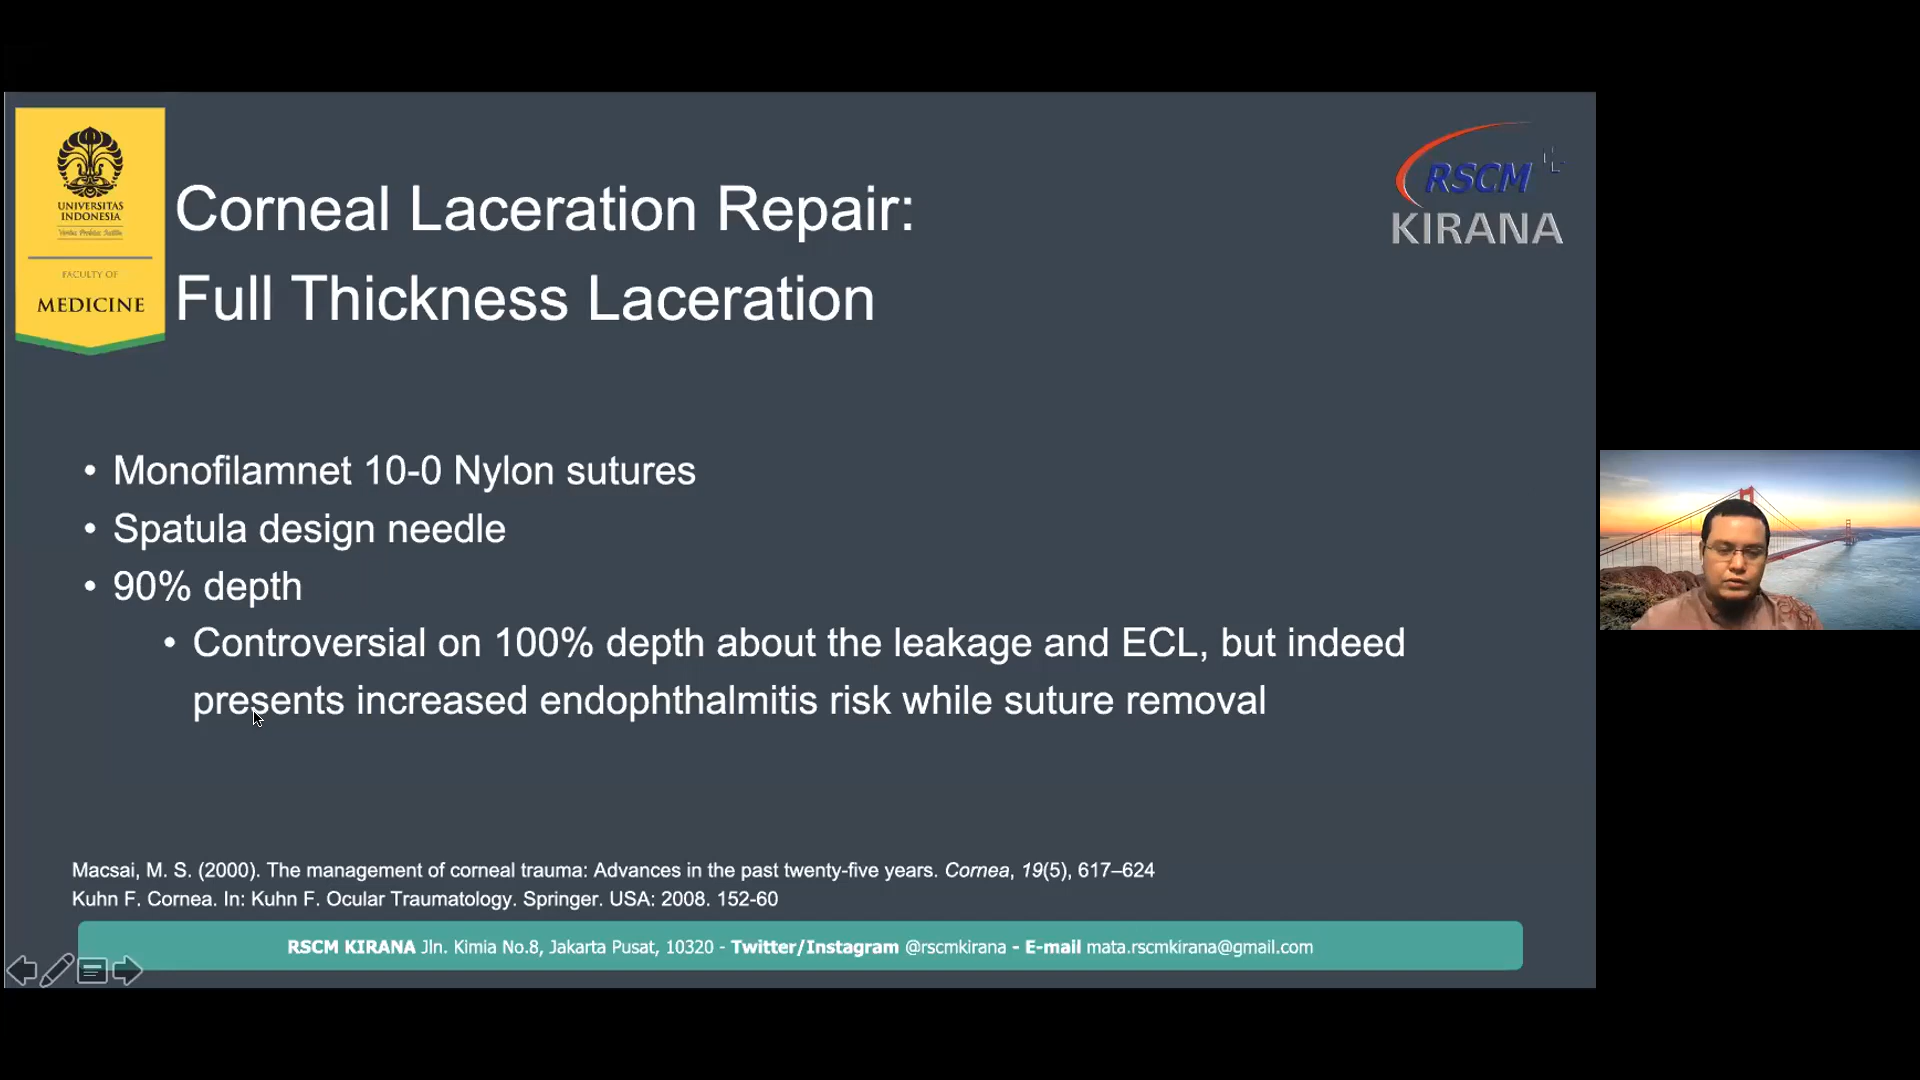 UNIVERSITAS
INDONESIA
FACULTY OF
MEDICINE
Corneal Laceration Repair:
Full Thickness Laceration
RSCM
KIRANA
• Monofilamnet 10-0 Nylon sutures
• Spatula design needle
• 90% depth
• Controversial on 100% depth about the leakage and ECL, but indeed
presents increased endophthalmitis risk while suture removal
Macsai, M. S. (2000). The management of corneal trauma: Advances in the past twenty-five years. Cornea, 19(5), 617–624
Kuhn F. Cornea. In: Kuhn F. Ocular Traumatology. Springer. USA: 2008. 152-60
RSCM KIRANA Jln. Kimia No.8, Jakarta Pusat, 10320 - Twitter/Instagram @rscmkirana - E-mail mata.rscmkirana@gmail.com